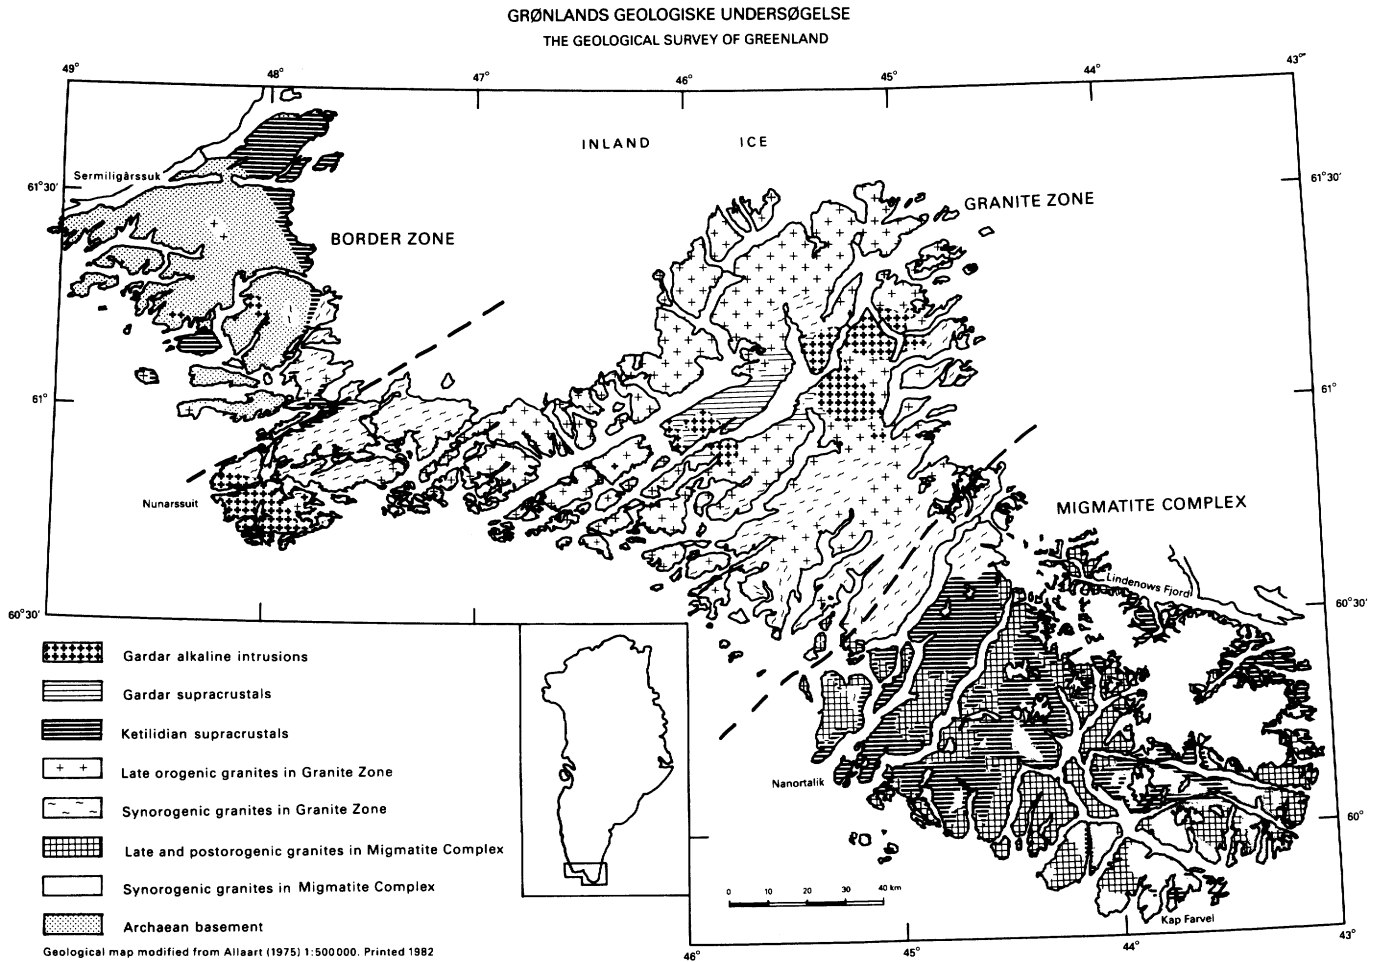 GRØNLANDS GEOLOGISKE UNDERSØGELSE
THE GEOLOGICAL SURVEY OF GREENLAND
49° 48° 47° 46° 45° 44° 43°
INLAND ICE
Sermiligârssuk
61°30' 61°30'
GRANITE ZONE
BORDER ZONE
61° 61°
Nunarssuit
MIGMATITE COMPLEX
Lindenows Fjord
60°30' 60°30'
Gardar alkaline intrusions
Gardar supracrustals
Ketilidian supracrustals
Late orogenic granites in Granite Zone
Synorogenic granites in Granite Zone
Late and postorogenic granites in Migmatite Complex
Synorogenic granites in Migmatite Complex
Archaean basement
Geological map modified from Allaart (1975) 1:500000. Printed 1982
Nanortalik
60°
0 10 20 30 40 km
Kap Farvel
46° 45° 44° 43°